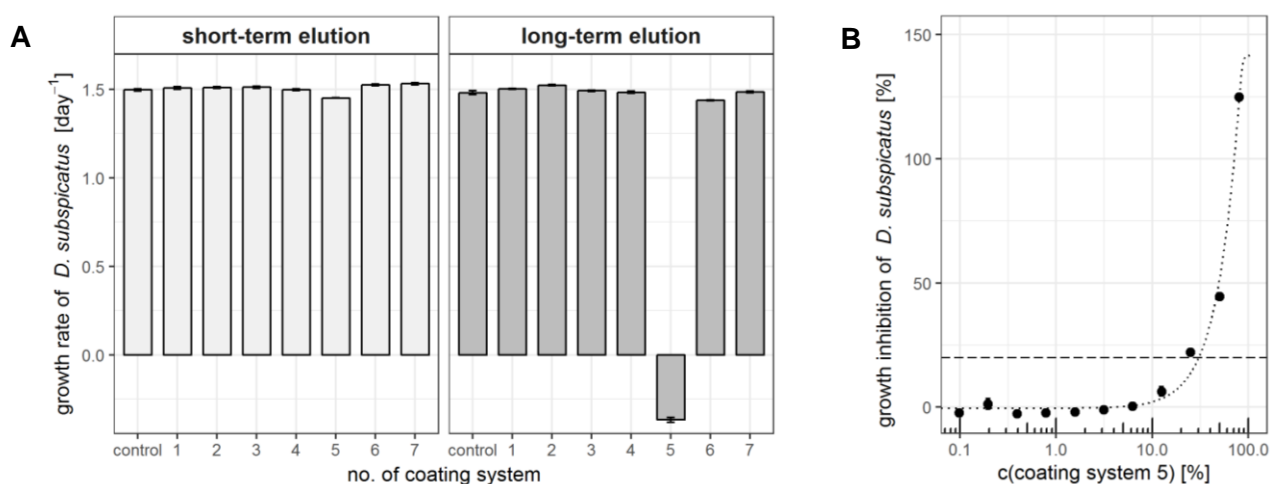 A
short-term elution
long-term elution
growth rate of D. subspicatus [day⁻¹]
1.5
1.0
0.5
0.0
control 1 2 3 4 5 6 7
control 1 2 3 4 5 6 7
no. of coating system
B
growth inhibition of D. subspicatus [%]
150
100
50
0
0.1 1.0 10.0 100.0
c(coating system 5) [%]